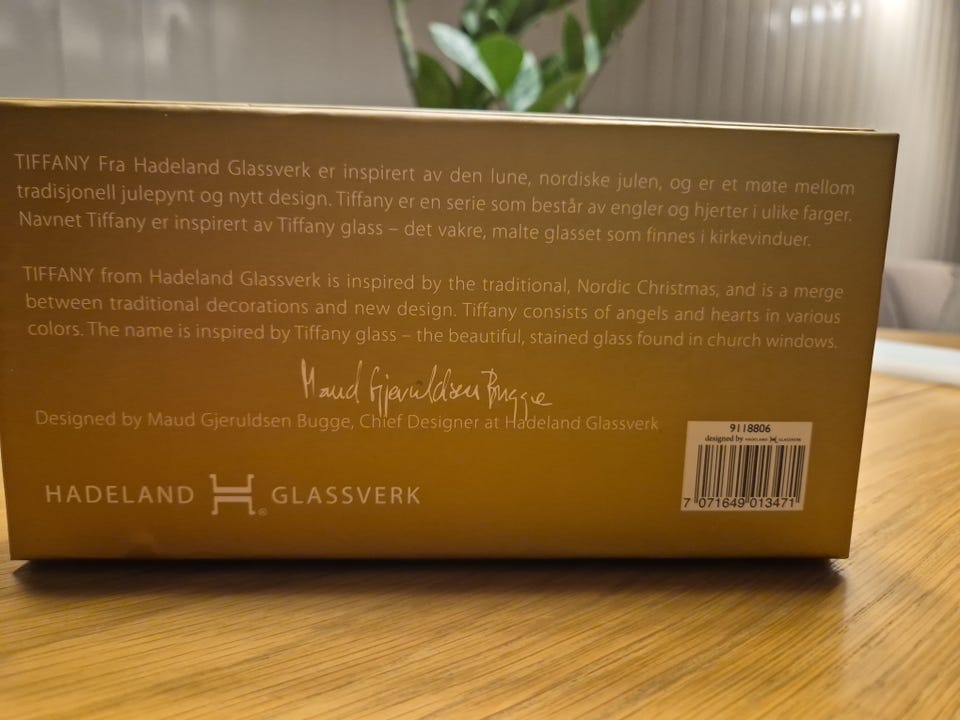 TIFFANY Fra Hadeland Glassverk er inspirert av den lune, nordiske julen, og er et møte mellom
tradisjonell julepynt og nytt design. Tiffany er en serie som består av engler og hjerter i ulike farger.
Navnet Tiffany er inspirert av Tiffany glass – det vakre, malte glasset som finnes i kirkevinduer.
TIFFANY from Hadeland Glassverk is inspired by the traditional, Nordic Christmas, and is a merge
between traditional decorations and new design. Tiffany consists of angels and hearts in various
colors. The name is inspired by Tiffany glass – the beautiful, stained glass found in church windows.
Maud Gjeruldsen Bugge
Designed by Maud Gjeruldsen Bugge, Chief Designer at Hadeland Glassverk
HADELAND GLASSVERK®
9118806
designed by HADELAND GLASSVERK
7 071649 013471